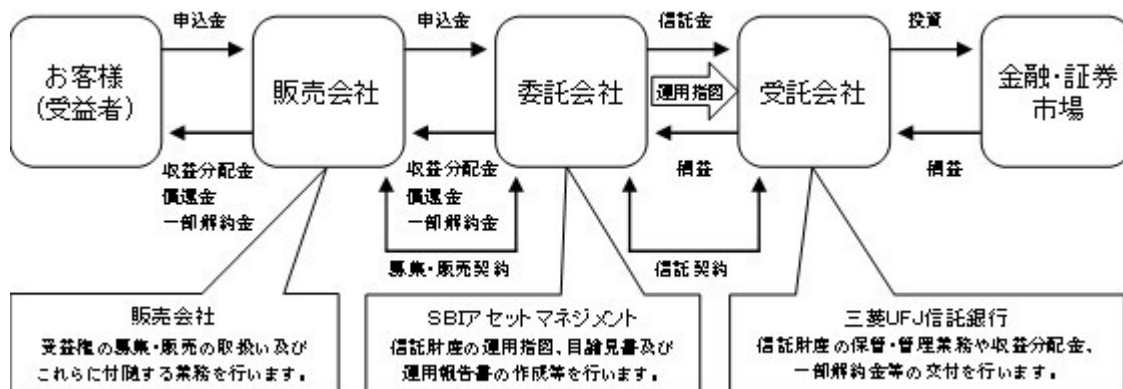 申込金
申込金
信託金
投資
お客様
(受益者)
販売会社
委託会社
運用指図
受託会社
金融・証券
市場
収益分配金
償還金
一部解約金
収益分配金
償還金
一部解約金
損益
損益
募集・販売契約
信託契約
販売会社
受益権の募集・販売の取扱い及び
これらに付随する業務を行います。
SBIアセットマネジメント
信託財産の運用指図、目論見書及び
運用報告書の作成等を行います。
三菱UFJ信託銀行
信託財産の保管・管理業務や収益分配金、
一部解約金等の交付を行います。